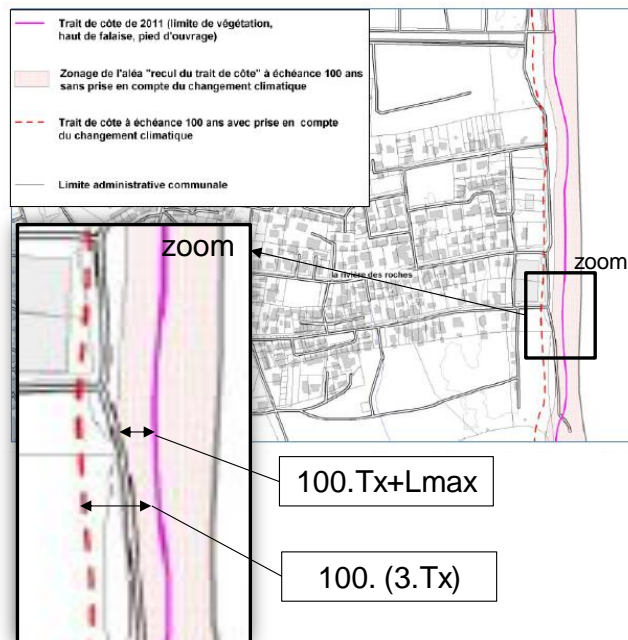 Trait de côte de 2011 (limite de végétation,
haut de falaise, pied d'ouvrage)
Zonage de l'aléa "recul du trait de côte" à échéance 100 ans
sans prise en compte du changement climatique
Trait de côte à échéance 100 ans avec prise en compte
du changement climatique
Limite administrative communale
zoom
la rivière des roches
zoom
100.Tx+Lmax
100. (3.Tx)